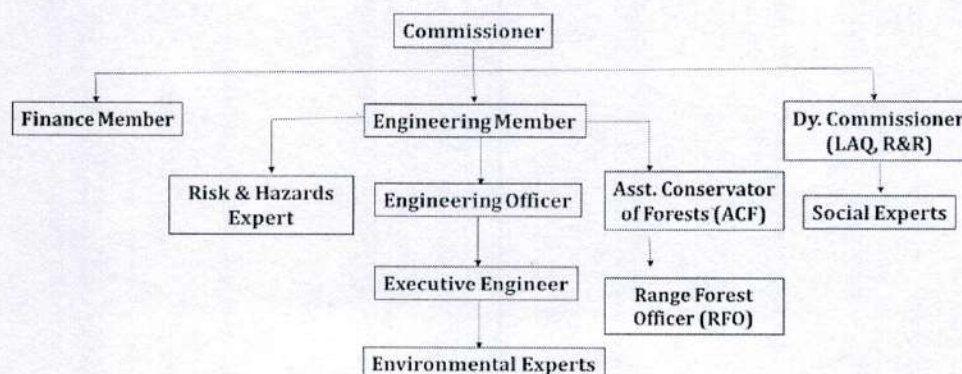 Commissioner
Finance Member
Engineering Member
Dy. Commissioner
(LAQ, R&R)
Risk & Hazards
Expert
Engineering Officer
Asst. Conservator
of Forests (ACF)
Social Experts
Executive Engineer
Range Forest
Officer (RFO)
Environmental Experts